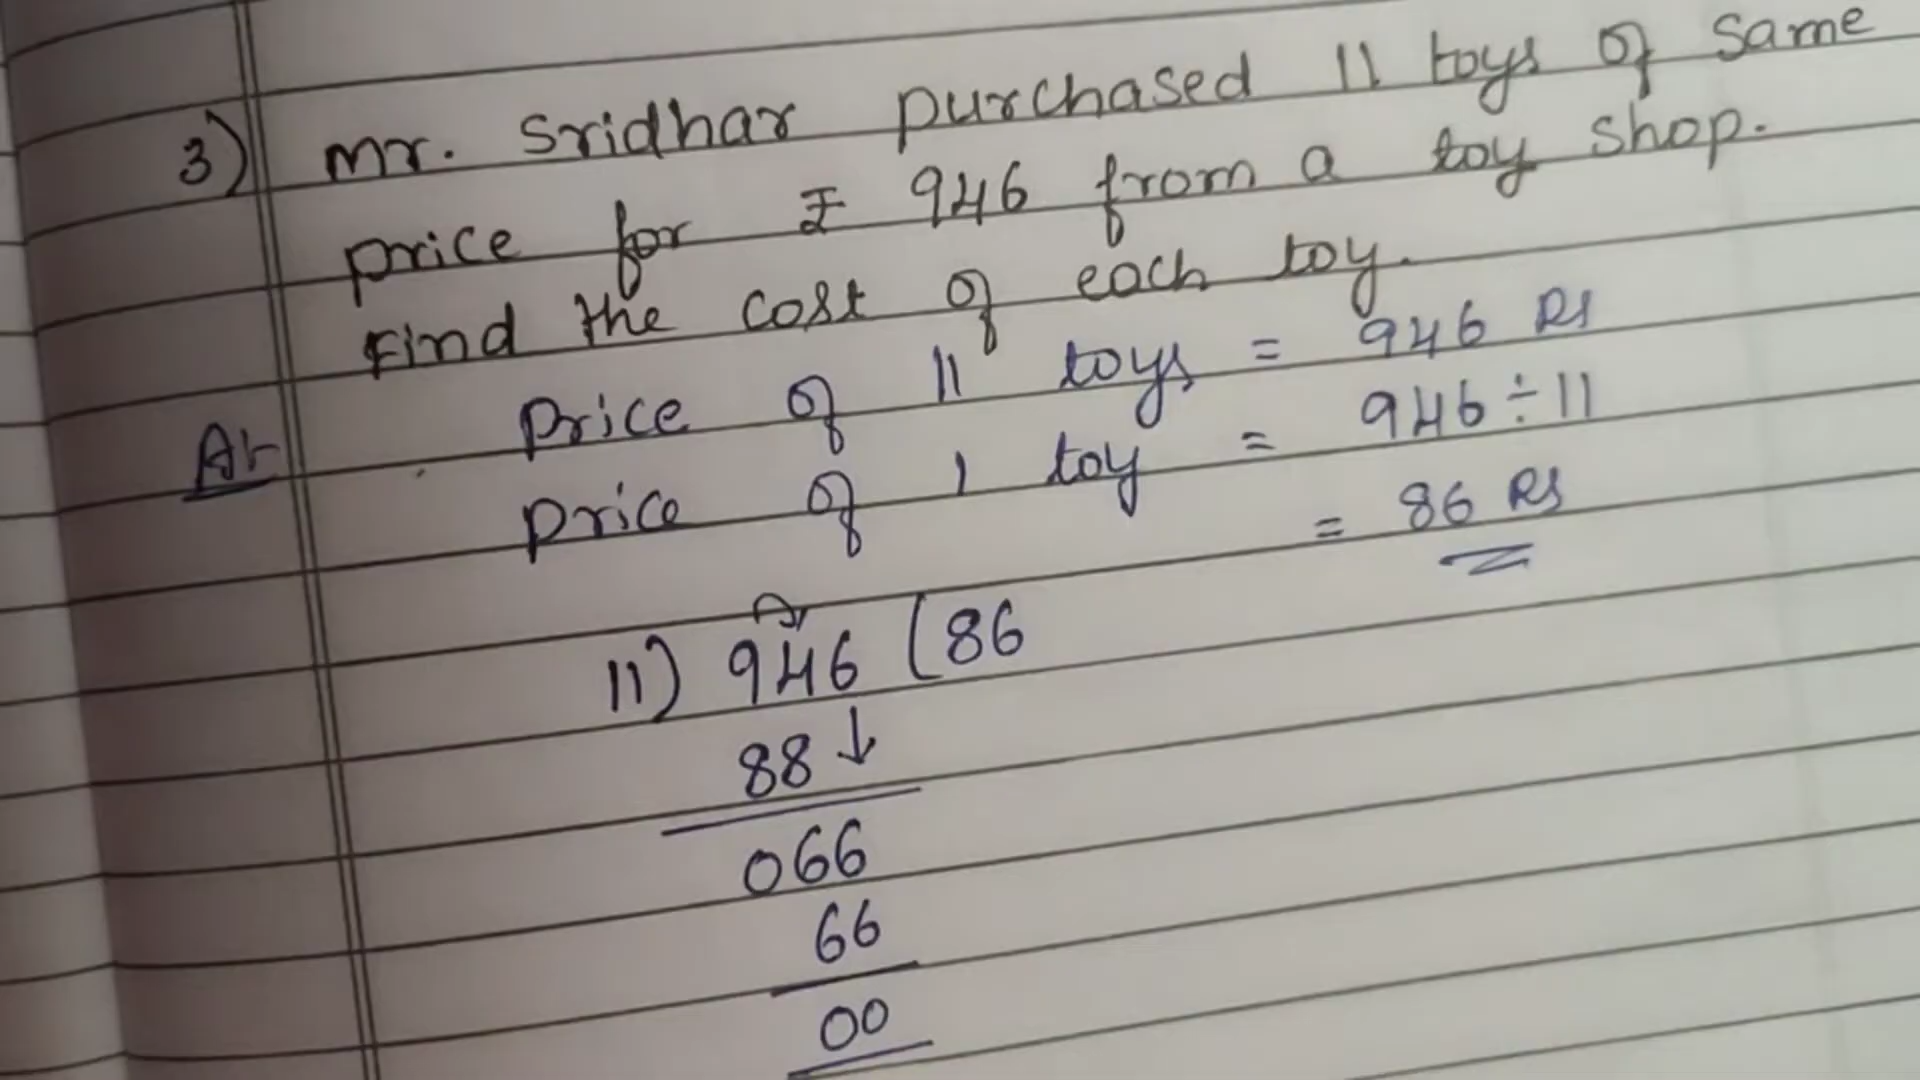 3) Mr. Sridhar purchased 11 toys of same
price for ₹ 946 from a toy shop.
Find the cost of each toy.
Price of 11 toys = 946 Rs
A:- Price of 1 toy = 946 ÷ 11
= 86 Rs
11) 946 (86
88 ↓
066
66
00